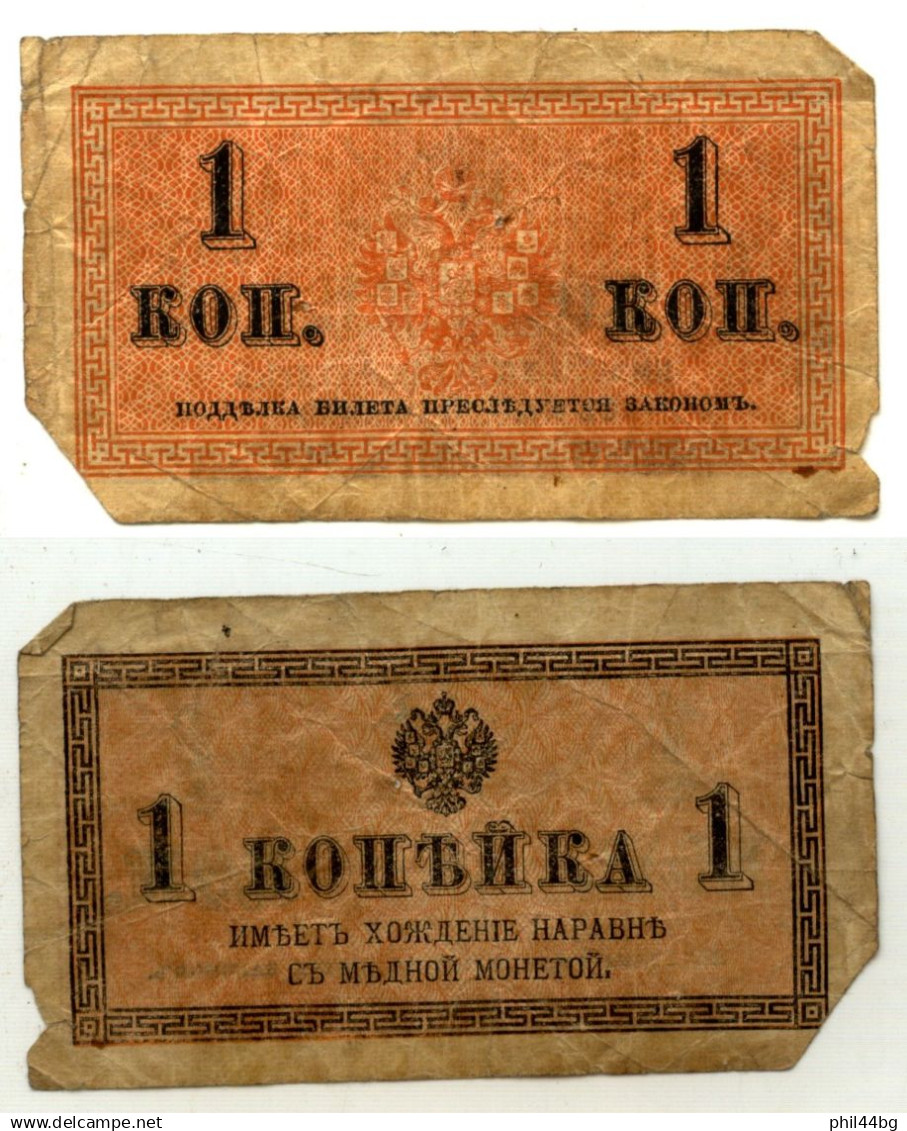 1 1
КОП. КОП.
ПОДДѢЛКА БИЛЕТА ПРЕСЛѢДУЕТСЯ ЗАКОНОМЪ.
1 КОПѢЙКА 1
ИМѢЕТЪ ХОЖДЕНІЕ НАРАВНѢ
СЪ МѢДНОЙ МОНЕТОЙ.
www.delcampe.net
phil44bg